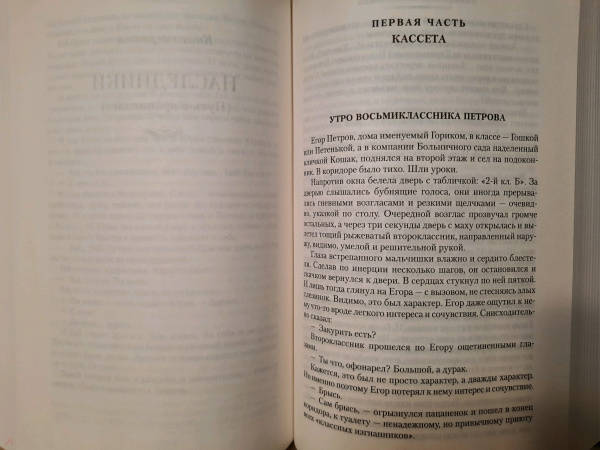 НАСЛЕДНИКИ
ПЕРВАЯ ЧАСТЬ
КАССЕТА
УТРО ВОСЬМИКЛАССНИКА ПЕТРОВА
Егор Петров, дома именуемый Гориком, в классе — Гошкой
или Петенькой, а в компании Больничного сада наделенный
кличкой Кошак, поднялся на второй этаж и сел на подокон-
ник. В коридоре было тихо. Шли уроки.
Напротив окна белела дверь с табличкой: «2-й кл. Б». За
дверью слышались бубнящие голоса, они иногда прерыва-
лись гневными возгласами и резкими щелчками — очевид-
но, указкой по столу. Очередной возглас прозвучал громче
остальных, а через три секунды дверь с маху открылась и вы-
летел тощий рыжеватый второклассник, направленный нару-
жу, видимо, умелой и решительной рукой.
Глаза встрепанного мальчишки влажно и сердито блесте-
ли. Сделав по инерции несколько шагов, он остановился и
скачком вернулся к двери. В сердцах стукнул по ней пяткой.
И лишь тогда глянул на Егора — с вызовом, не стесняясь злых
слезинок. Видимо, это был характер. Егор даже ощутил к не-
му что-то вроде легкого интереса и сочувствия. Снисходитель-
но сказал:
— Закурить есть?
Второклассник прошелся по Егору ощетиненными гла-
зами.
— Ты что, офонарел? Большой, а дурак.
Кажется, это был не просто характер, а дважды характер.
Но именно поэтому Егор потерял к нему интерес и сочувствие.
— Брысь.
— Сам брысь, — огрызнулся пацаненок и пошел в конец
коридора, к туалету — ненадежному, но привычному приюту
всех «классных изгнанников».